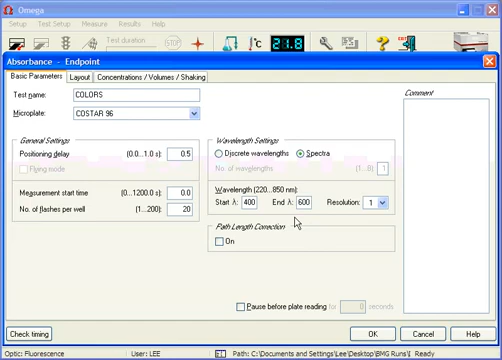 Omega
Setup Test Setup Measure Results Help
Test duration
STOP
°C
21.8
EXIT
Absorbance - Endpoint
Basic Parameters Layout Concentrations / Volumes / Shaking
Test name: COLORS
Microplate: COSTAR 96
Comment
General Settings
Positioning delay (0.0...1.0 s) 0.5
Flying mode
Measurement start time (0...1200.0 s) 0.0
No. of flashes per well (1...200) 20
Wavelength Settings
Discrete wavelengths Spectra
No. of wavelengths (1...8) 1
Wavelength (220...850 nm)
Start λ: 400 End λ: 600 Resolution: 1
Path Length Correction
On
Pause before plate reading for 0 seconds
Check timing OK Cancel Help
Optic: Fluorescence User: LEE Path: C:\Documents and Settings\Lee\Desktop\BMG Runs\ Ready